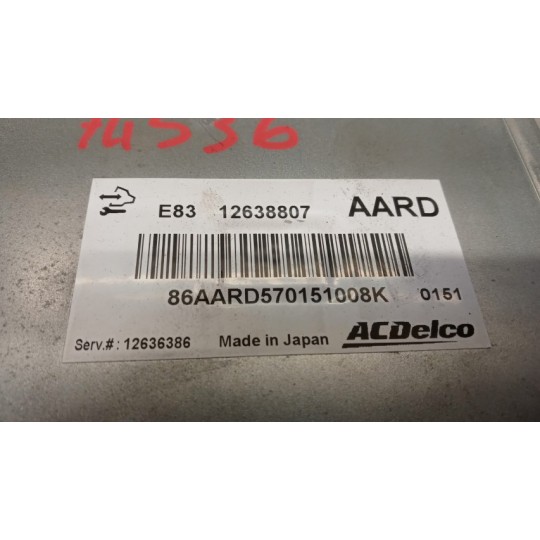 14536
E83 12638807 AARD
86AARD570151008K 0151
Serv.#: 12636386 Made in Japan ACDelco